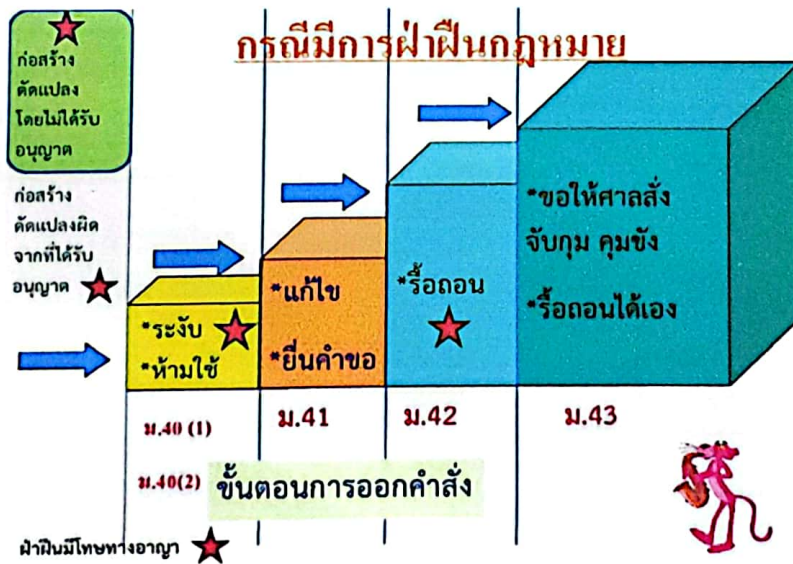 กรณีมีการฝ่าฝืนกฎหมาย
ก่อสร้าง
ดัดแปลง
โดยไม่ได้รับ
อนุญาต
ก่อสร้าง
ดัดแปลงผิด
จากที่ได้รับ
อนุญาต
*ระงับ
*ห้ามใช้
*แก้ไข
*ยื่นคำขอ
*รื้อถอน
*ขอให้ศาลสั่ง
จับกุม คุมขัง
*รื้อถอนได้เอง
ม.40 (1)
ม.41
ม.42
ม.43
ม.40(2)
ขั้นตอนการออกคำสั่ง
ฝ่าฝืนมีโทษทางอาญา